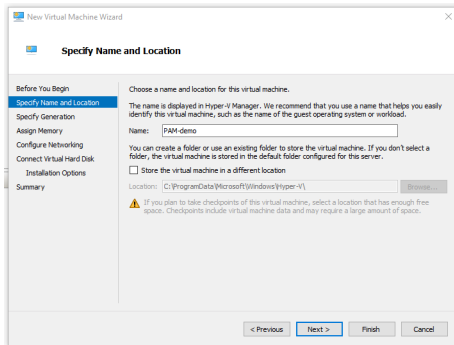 New Virtual Machine Wizard
Specify Name and Location
Before You Begin
Specify Name and Location
Specify Generation
Assign Memory
Configure Networking
Connect Virtual Hard Disk
Installation Options
Summary
Choose a name and location for this virtual machine.
The name is displayed in Hyper-V Manager. We recommend that you use a name that helps you easily
identify this virtual machine, such as the name of the guest operating system or workload.
Name: PAM-demo
You can create a folder or use an existing folder to store the virtual machine. If you don't select a
folder, the virtual machine is stored in the default folder configured for this server.
Store the virtual machine in a different location
Location: C:\ProgramData\Microsoft\Windows\Hyper-V\ Browse...
If you plan to take checkpoints of this virtual machine, select a location that has enough free
space. Checkpoints include virtual machine data and may require a large amount of space.
< Previous Next > Finish Cancel